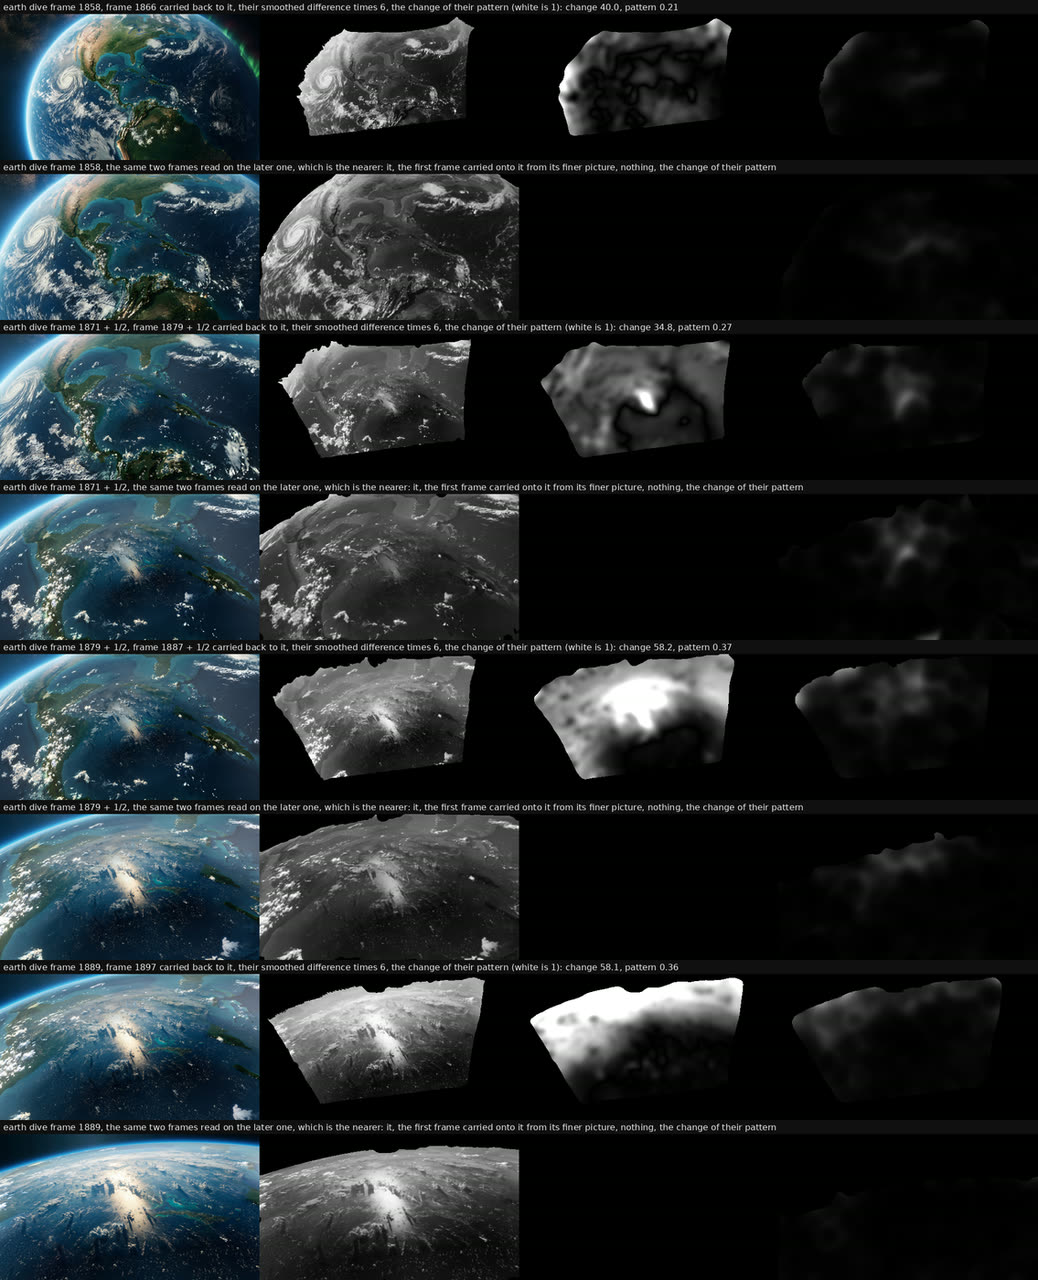 earth dive frame 1858, frame 1866 carried back to it, their smoothed difference times 6, the change of their pattern (white is 1): change 40.0, pattern 0.21
earth dive frame 1858, the same two frames read on the later one, which is the nearer: it, the first frame carried onto it from its finer picture, nothing, the change of their pattern
earth dive frame 1871 + 1/2, frame 1879 + 1/2 carried back to it, their smoothed difference times 6, the change of their pattern (white is 1): change 34.8, pattern 0.27
earth dive frame 1871 + 1/2, the same two frames read on the later one, which is the nearer: it, the first frame carried onto it from its finer picture, nothing, the change of their pattern
earth dive frame 1879 + 1/2, frame 1887 + 1/2 carried back to it, their smoothed difference times 6, the change of their pattern (white is 1): change 58.2, pattern 0.37
earth dive frame 1879 + 1/2, the same two frames read on the later one, which is the nearer: it, the first frame carried onto it from its finer picture, nothing, the change of their pattern
earth dive frame 1889, frame 1897 carried back to it, their smoothed difference times 6, the change of their pattern (white is 1): change 58.1, pattern 0.36
earth dive frame 1889, the same two frames read on the later one, which is the nearer: it, the first frame carried onto it from its finer picture, nothing, the change of their pattern